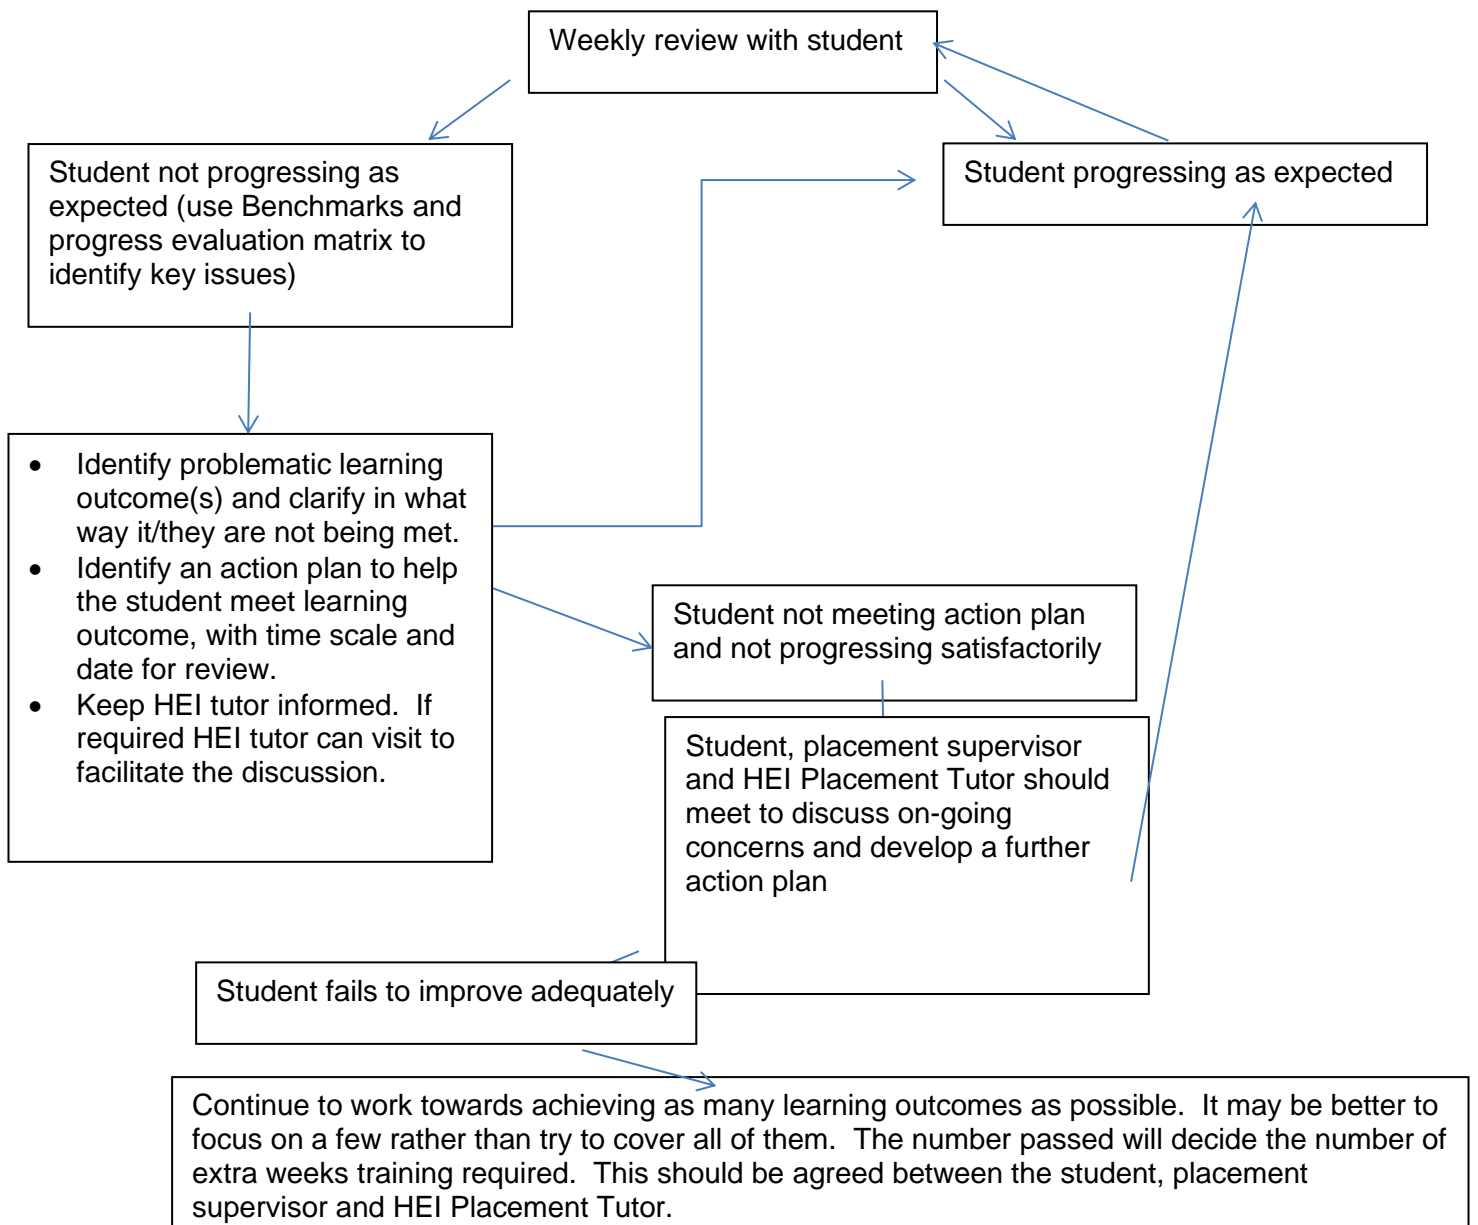 Weekly review with student
Student not progressing as
expected (use Benchmarks and
progress evaluation matrix to
identify key issues)
Student progressing as expected
• Identify problematic learning
outcome(s) and clarify in what
way it/they are not being met.
• Identify an action plan to help
the student meet learning
outcome, with time scale and
date for review.
• Keep HEI tutor informed.  If
required HEI tutor can visit to
facilitate the discussion.
Student not meeting action plan
and not progressing satisfactorily
Student, placement supervisor
and HEI Placement Tutor should
meet to discuss on-going
concerns and develop a further
action plan
Student fails to improve adequately
Continue to work towards achieving as many learning outcomes as possible.  It may be better to
focus on a few rather than try to cover all of them.  The number passed will decide the number of
extra weeks training required.  This should be agreed between the student, placement
supervisor and HEI Placement Tutor.